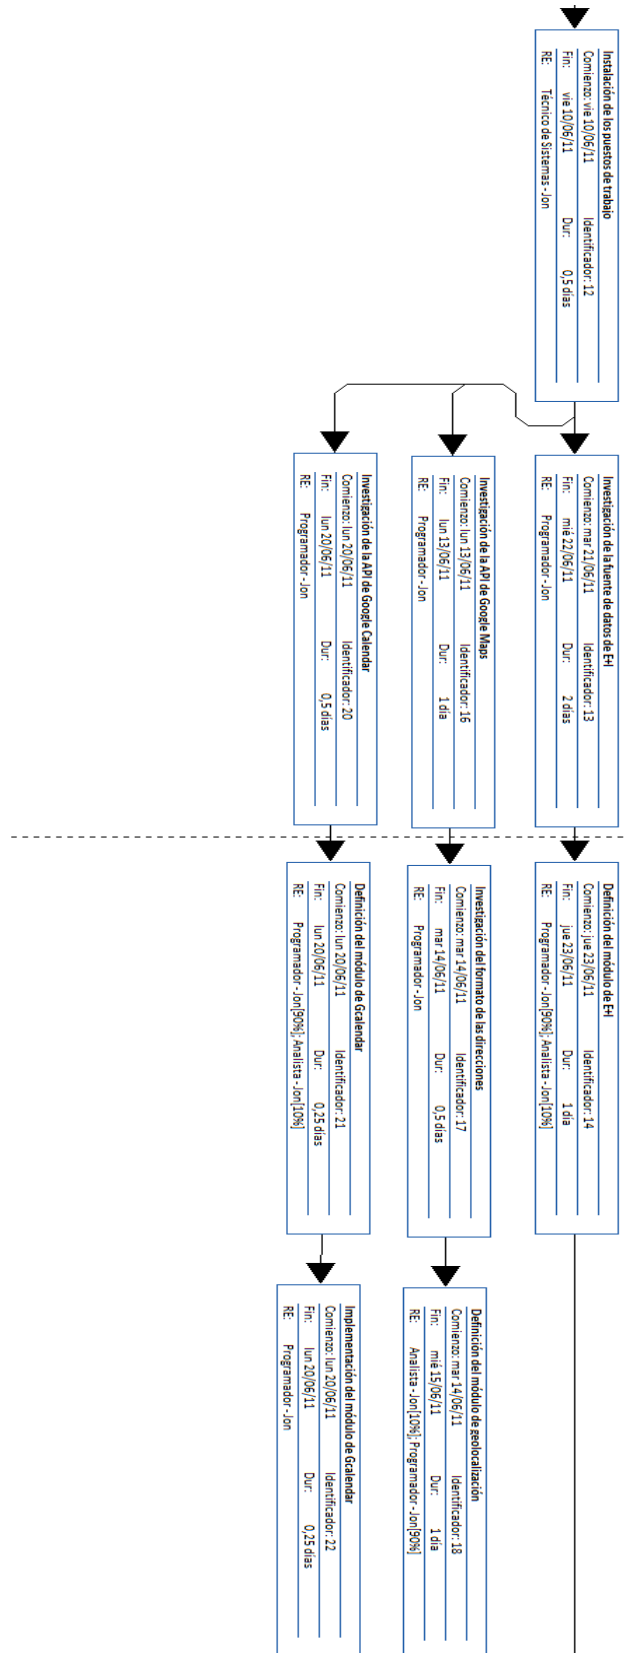 Instalación de los puestos de trabajo
Comienzo: vie 10/06/11 Identificador: 12
Fin: vie 10/06/11 Dur: 0,5 días
RE: Técnico de Sistemas - Jon
Investigación de la fuente de datos de E+I
Comienzo: mar 21/06/11 Identificador: 13
Fin: mié 22/06/11 Dur: 2 días
RE: Programador - Jon
Investigación de la API de Google Maps
Comienzo: lun 13/06/11 Identificador: 16
Fin: lun 13/06/11 Dur: 1 día
RE: Programador - Jon
Investigación de la API de Google Calendar
Comienzo: lun 20/06/11 Identificador: 20
Fin: lun 20/06/11 Dur: 0,5 días
RE: Programador - Jon
Definición del módulo de E+I
Comienzo: jue 23/06/11 Identificador: 14
Fin: jue 23/06/11 Dur: 1 día
RE: Programador - Jon[90%]; Analista - Jon[10%]
Investigación del formato de las direcciones
Comienzo: mar 14/06/11 Identificador: 17
Fin: mar 14/06/11 Dur: 0,5 días
RE: Programador - Jon
Definición del módulo de Gcalendar
Comienzo: lun 20/06/11 Identificador: 21
Fin: lun 20/06/11 Dur: 0,25 días
RE: Programador - Jon[90%]; Analista - Jon[10%]
Definición del módulo de geolocalización
Comienzo: mar 14/06/11 Identificador: 18
Fin: mié 15/06/11 Dur: 1 día
RE: Analista - Jon[10%]; Programador - Jon[90%]
Implementación del módulo de Gcalendar
Comienzo: lun 20/06/11 Identificador: 22
Fin: lun 20/06/11 Dur: 0,25 días
RE: Programador - Jon